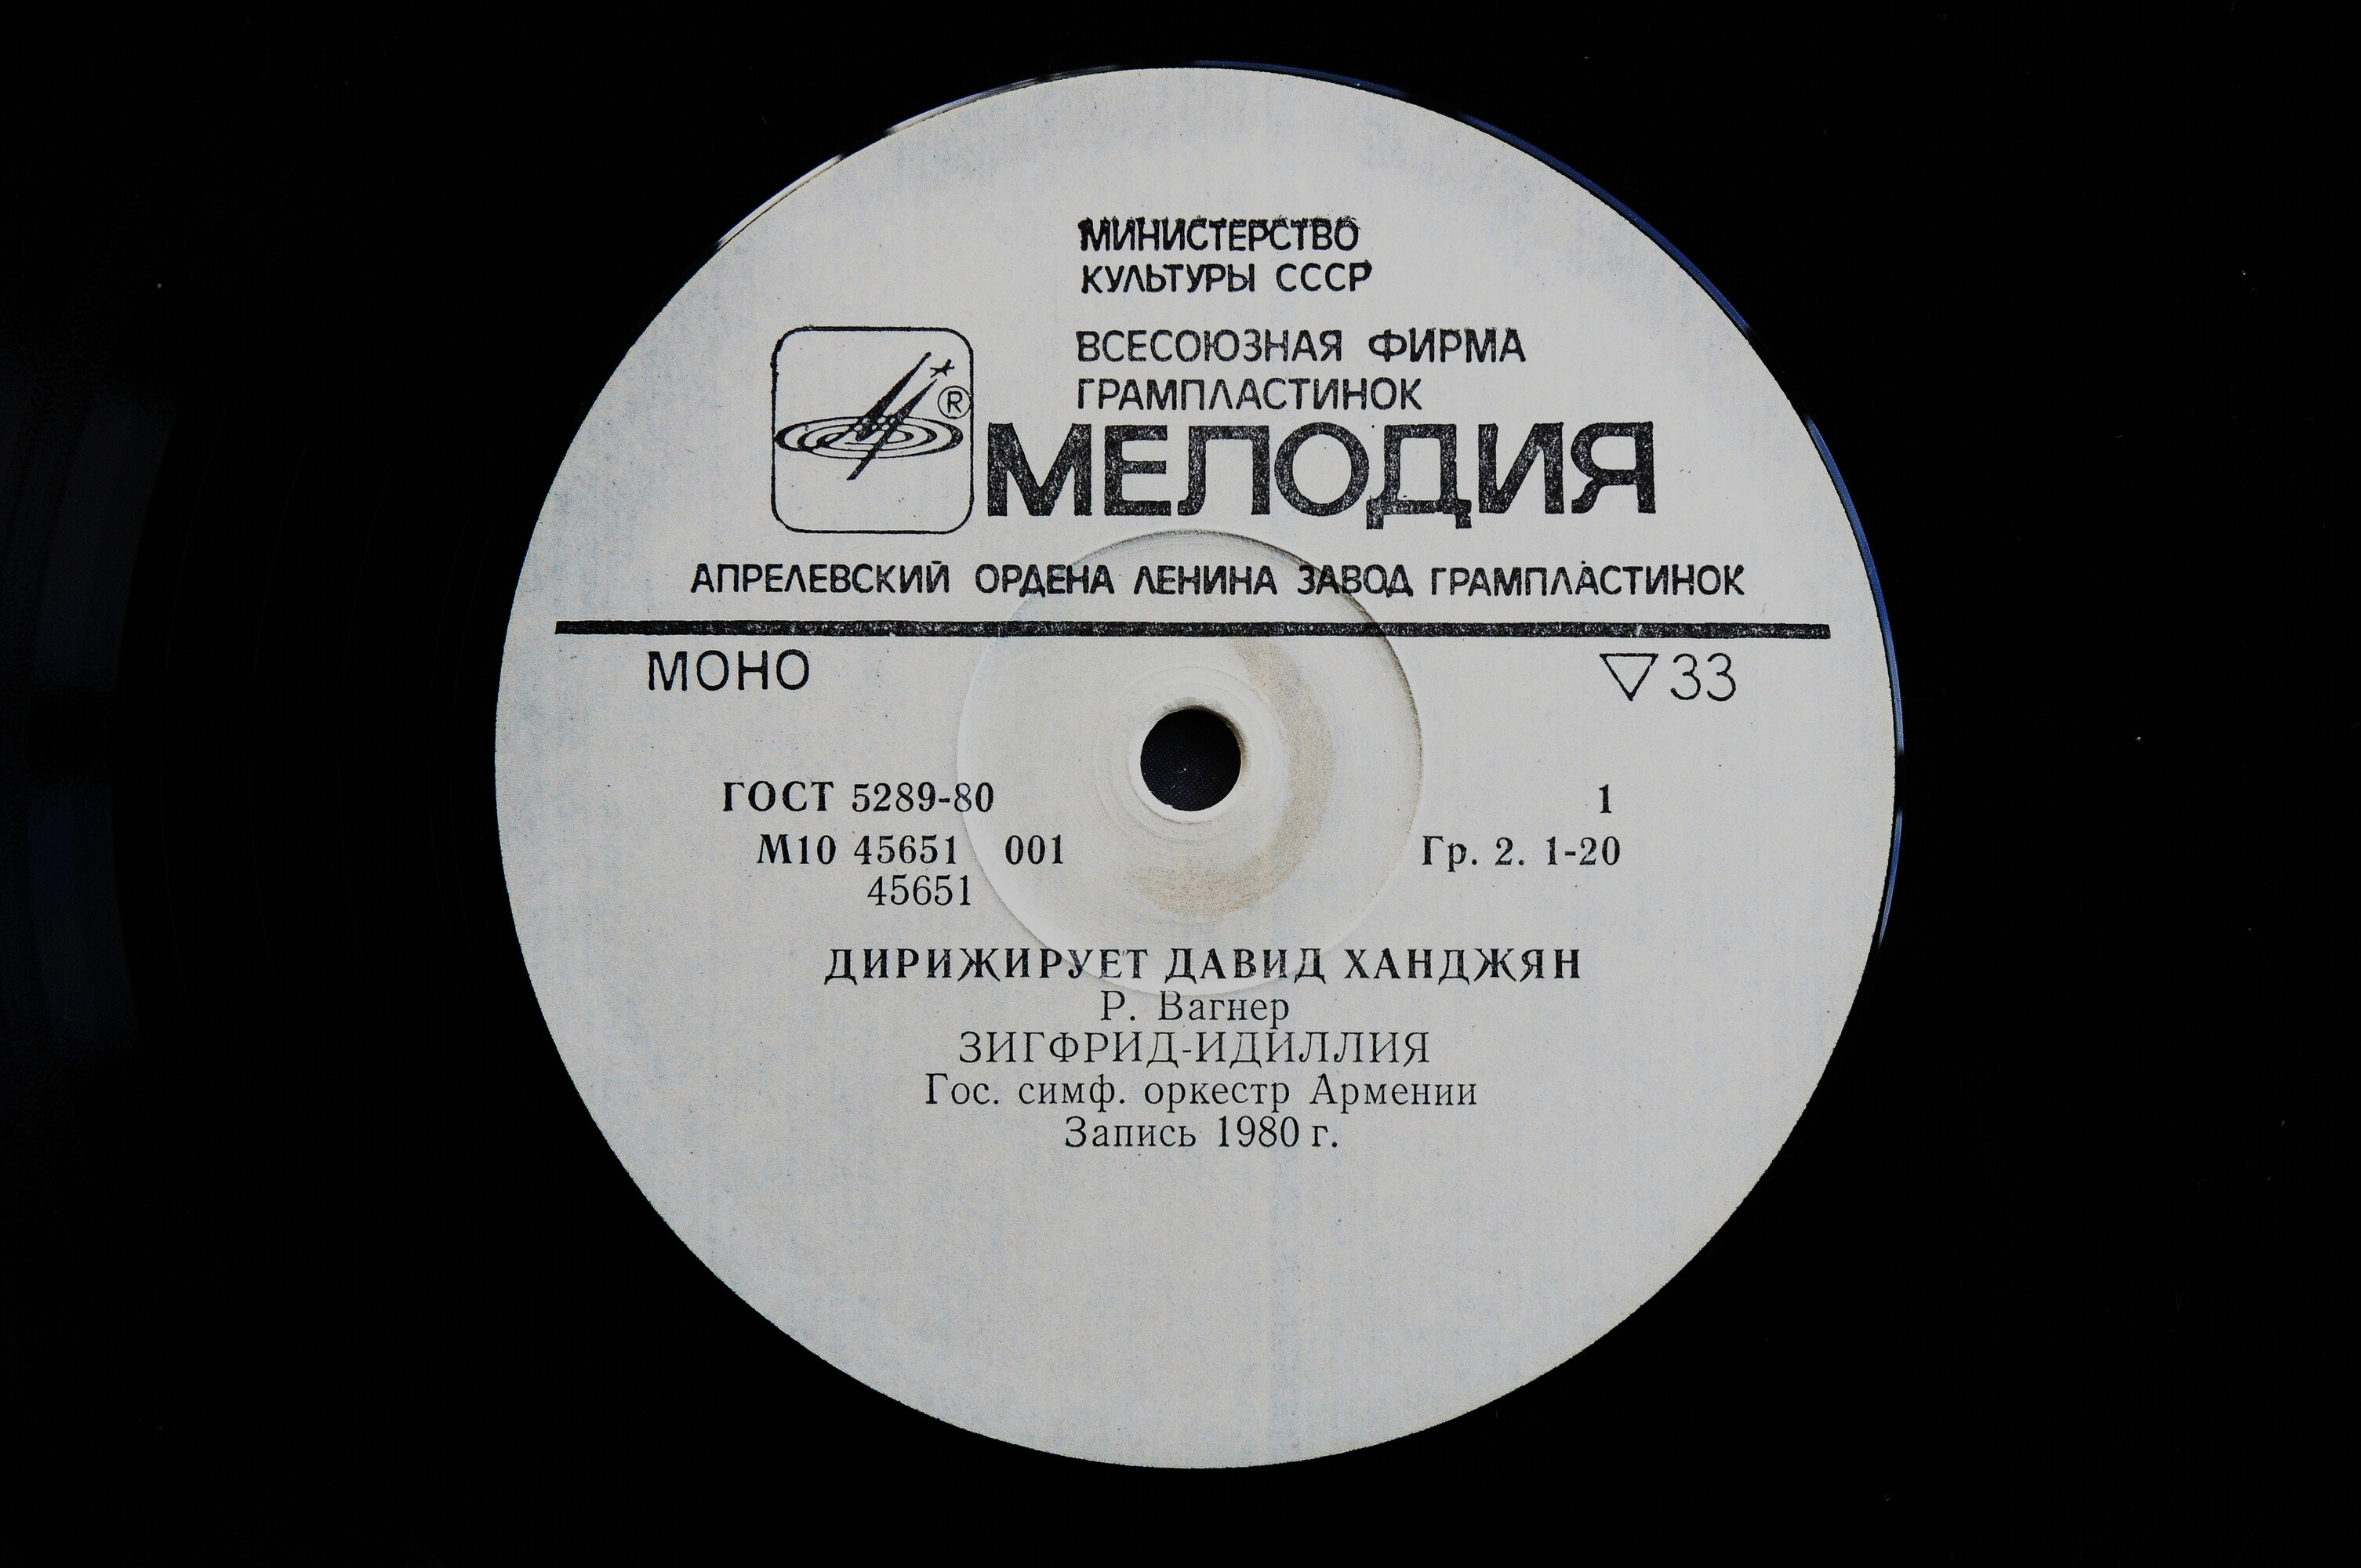 МИНИСТЕРСТВО
КУЛЬТУРЫ СССР
ВСЕСОЮЗНАЯ ФИРМА
ГРАМПЛАСТИНОК
®
МЕЛОДИЯ
АПРЕЛЕВСКИЙ ОРДЕНА ЛЕНИНА ЗАВОД ГРАМПЛАСТИНОК
МОНО ▽33
ГОСТ 5289-80 1
М10 45651 001 Гр. 2. 1-20
45651
ДИРИЖИРУЕТ ДАВИД ХАНДЖЯН
Р. Вагнер
ЗИГФРИД-ИДИЛЛИЯ
Гос. симф. оркестр Армении
Запись 1980 г.